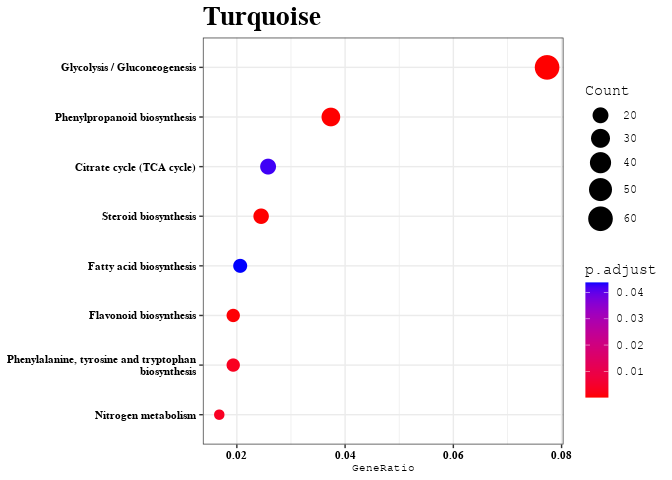 Turquoise
Glycolysis / Gluconeogenesis
Phenylpropanoid biosynthesis
Citrate cycle (TCA cycle)
Steroid biosynthesis
Fatty acid biosynthesis
Flavonoid biosynthesis
Phenylalanine, tyrosine and tryptophan
biosynthesis
Nitrogen metabolism
0.02 0.04 0.06 0.08
GeneRatio
Count
20
30
40
50
60
p.adjust
0.04
0.03
0.02
0.01